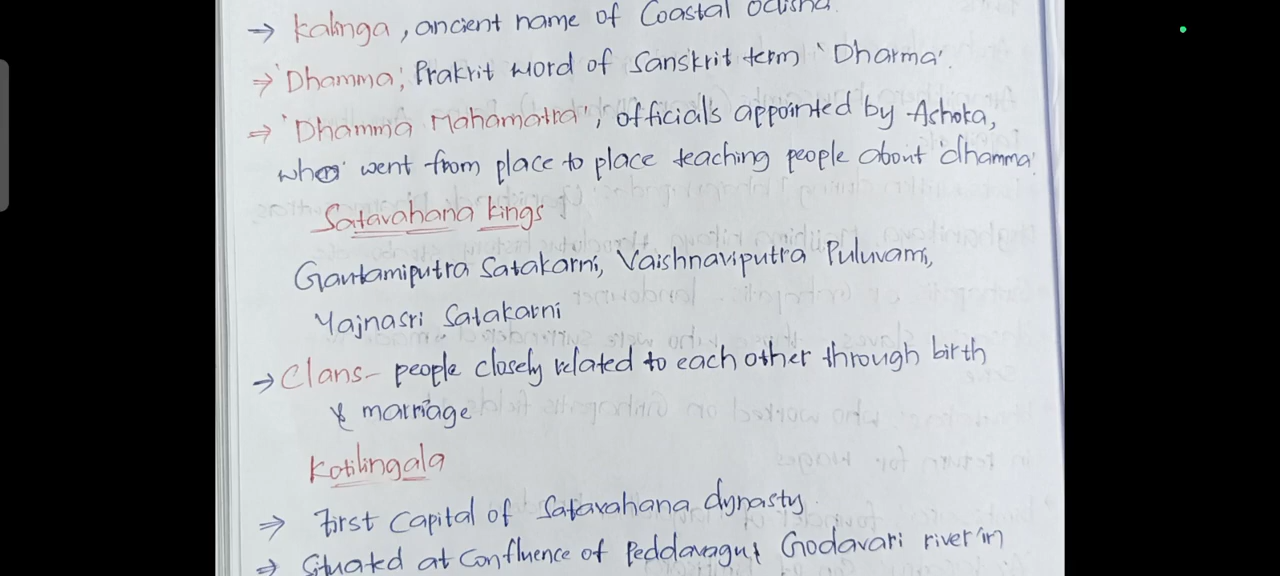 → Kalinga, ancient name of Coastal Odisha.
⇒ 'Dhamma', Prakrit word of Sanskrit term 'Dharma'.
⇒ 'Dhamma Mahamatra', officials appointed by Ashoka,
who went from place to place teaching people about 'dhamma'
Satavahana kings
Gautamiputra Satakarni, Vaishnaviputra Puluvami,
Yajnasri Satakarni
→ Clans - people closely related to each other through birth
& marriage
Kotilingala
⇒ First Capital of Satavahana dynasty.
⇒ Situated at Confluence of Peddavagu & Godavari river in